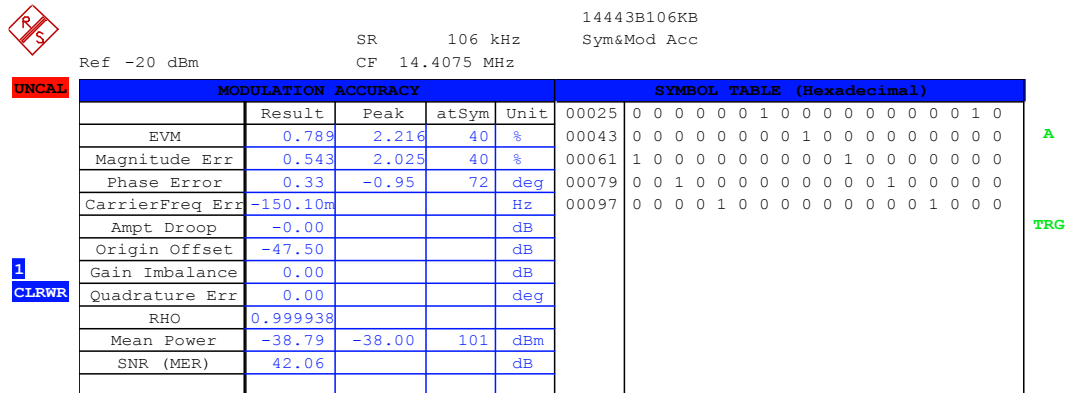 R&S
14443B106KB
SR 106 kHz Sym&Mod Acc
Ref -20 dBm CF 14.4075 MHz
UNCAL MODULATION ACCURACY SYMBOL TABLE (Hexadecimal)
Result Peak atSym Unit 00025 0 0 0 0 0 0 1 0 0 0 0 0 0 0 0 0 1 0
EVM 0.789 2.216 40 % 00043 0 0 0 0 0 0 0 0 1 0 0 0 0 0 0 0 0 0 A
Magnitude Err 0.543 2.025 40 % 00061 1 0 0 0 0 0 0 0 0 0 1 0 0 0 0 0 0 0
Phase Error 0.33 -0.95 72 deg 00079 0 0 1 0 0 0 0 0 0 0 0 0 1 0 0 0 0 0
CarrierFreq Err -150.10m Hz 00097 0 0 0 0 1 0 0 0 0 0 0 0 0 0 1 0 0 0
Ampt Droop -0.00 dB TRG
Origin Offset -47.50 dB
1 Gain Imbalance 0.00 dB
CLRWR Quadrature Err 0.00 deg
RHO 0.999938
Mean Power -38.79 -38.00 101 dBm
SNR (MER) 42.06 dB